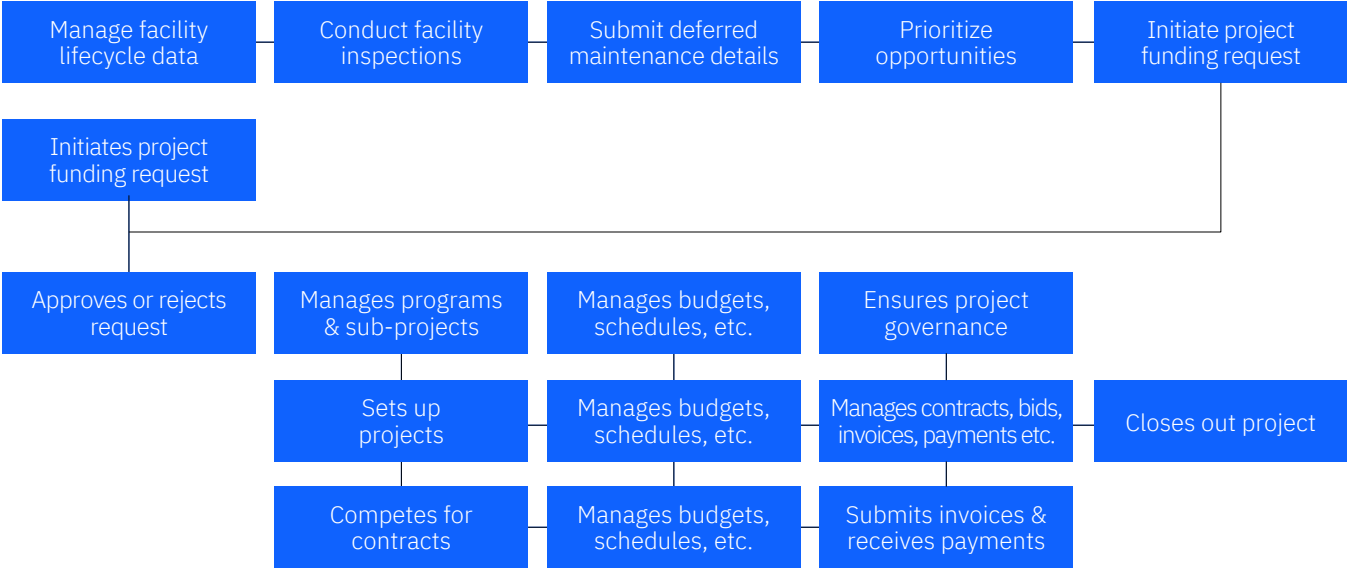 Manage facility
lifecycle data
Conduct facility
inspections
Submit deferred
maintenance details
Prioritize
opportunities
Initiate project
funding request
Initiates project
funding request
Approves or rejects
request
Manages programs
& sub-projects
Manages budgets,
schedules, etc.
Ensures project
governance
Sets up
projects
Manages budgets,
schedules, etc.
Manages contracts, bids,
invoices, payments etc.
Closes out project
Competes for
contracts
Manages budgets,
schedules, etc.
Submits invoices &
receives payments